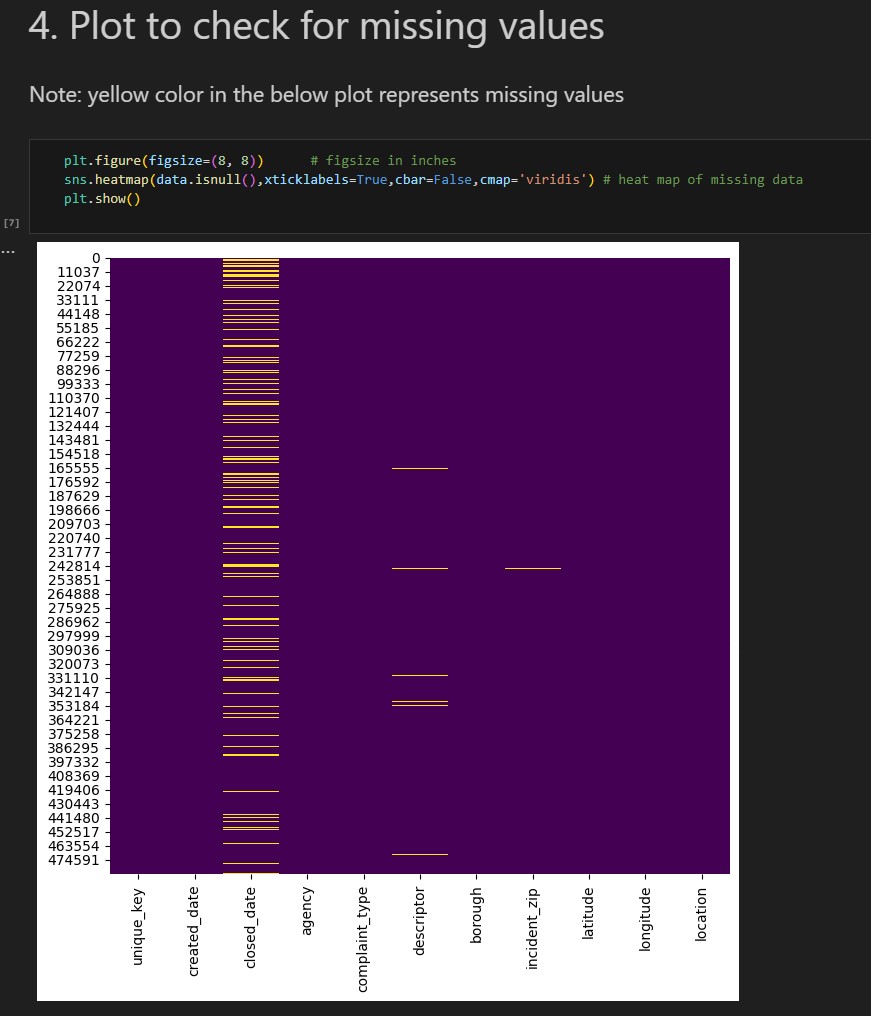 4. Plot to check for missing values
Note: yellow color in the below plot represents missing values
plt.figure(figsize=(8, 8))      # figsize in inches
sns.heatmap(data.isnull(),xticklabels=True,cbar=False,cmap='viridis') # heat map of missing data
plt.show()
[7]
...
0
11037
22074
33111
44148
55185
66222
77259
88296
99333
110370
121407
132444
143481
154518
165555
176592
187629
198666
209703
220740
231777
242814
253851
264888
275925
286962
297999
309036
320073
331110
342147
353184
364221
375258
386295
397332
408369
419406
430443
441480
452517
463554
474591
unique_key
created_date
closed_date
agency
complaint_type
descriptor
borough
incident_zip
latitude
longitude
location